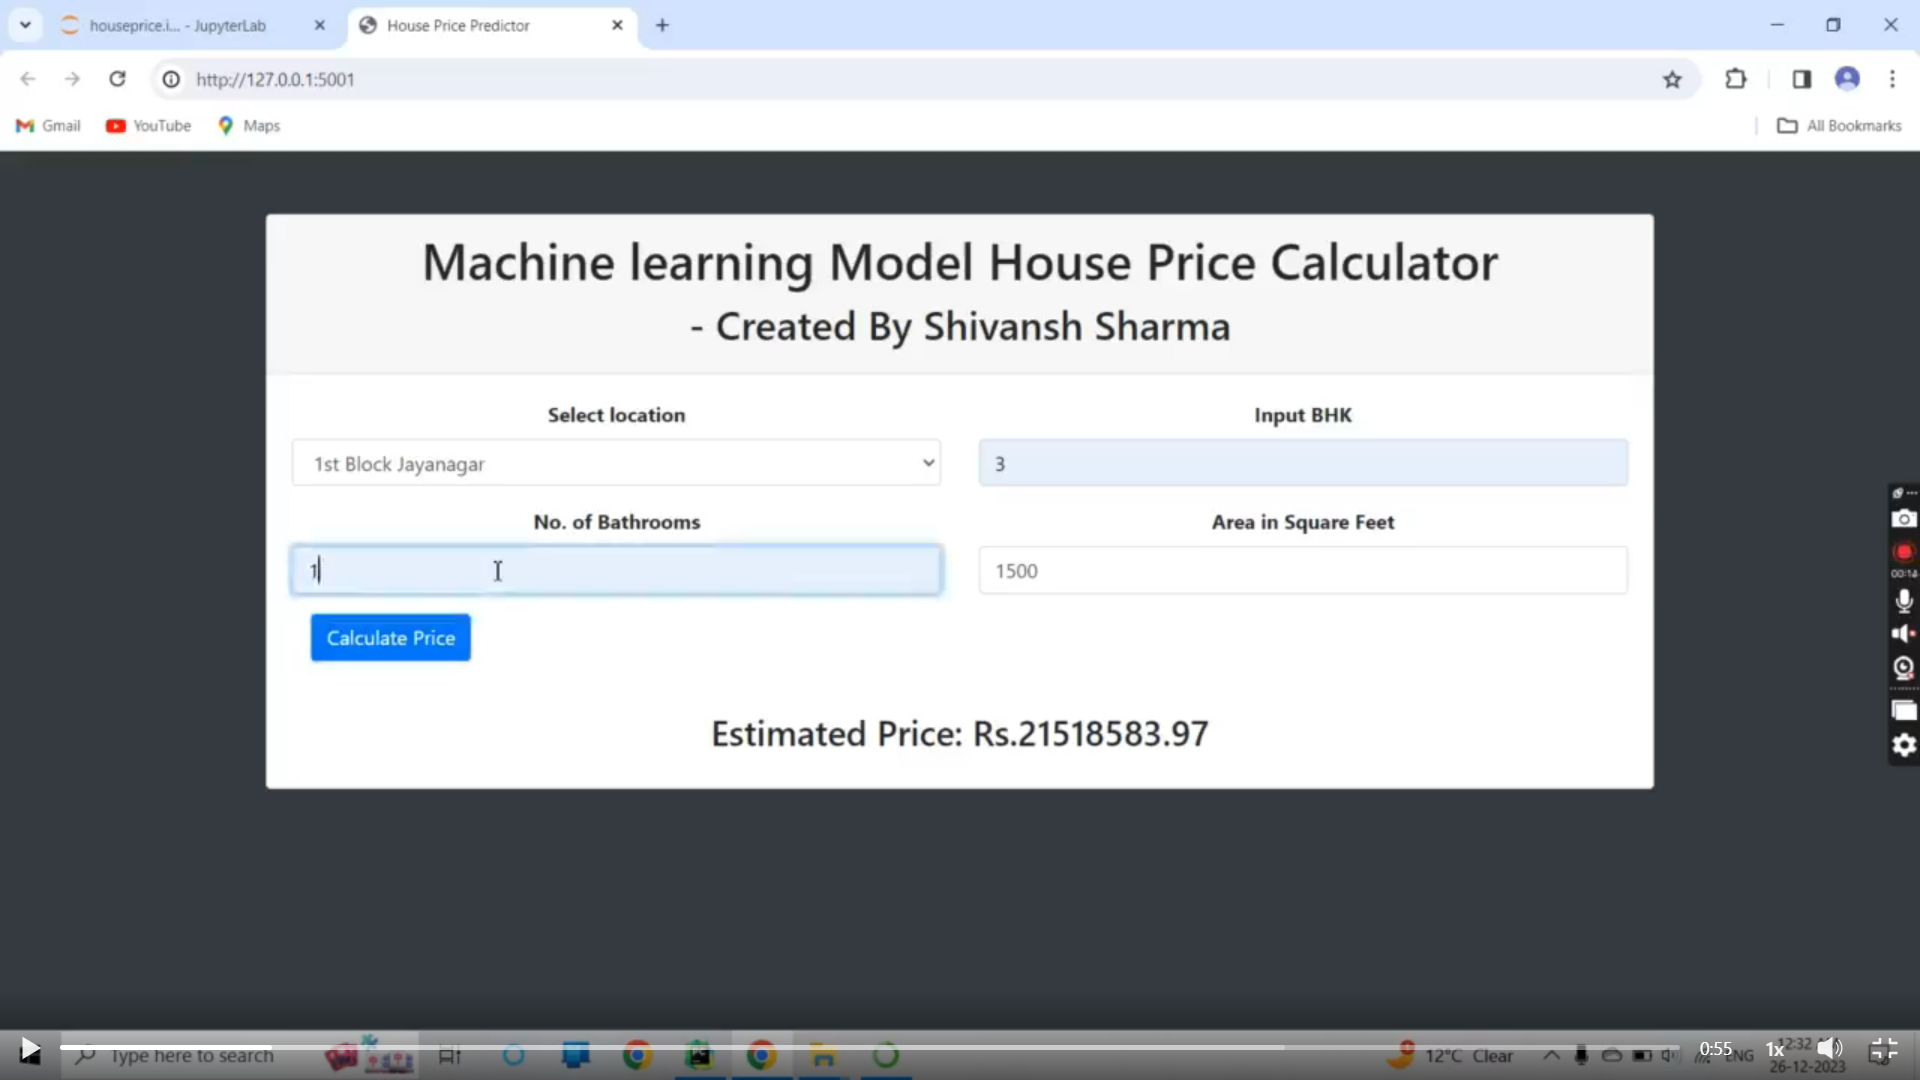 houseprice.i... - JupyterLab
House Price Predictor
http://127.0.0.1:5001
Gmail
YouTube
Maps
All Bookmarks
Machine learning Model House Price Calculator
- Created By Shivansh Sharma
Select location
Input BHK
1st Block Jayanagar
3
No. of Bathrooms
Area in Square Feet
1
1500
Calculate Price
Estimated Price: Rs.21518583.97
00:14
Type here to search
12°C Clear
ENG
12:32
26-12-2023
0:55
1x